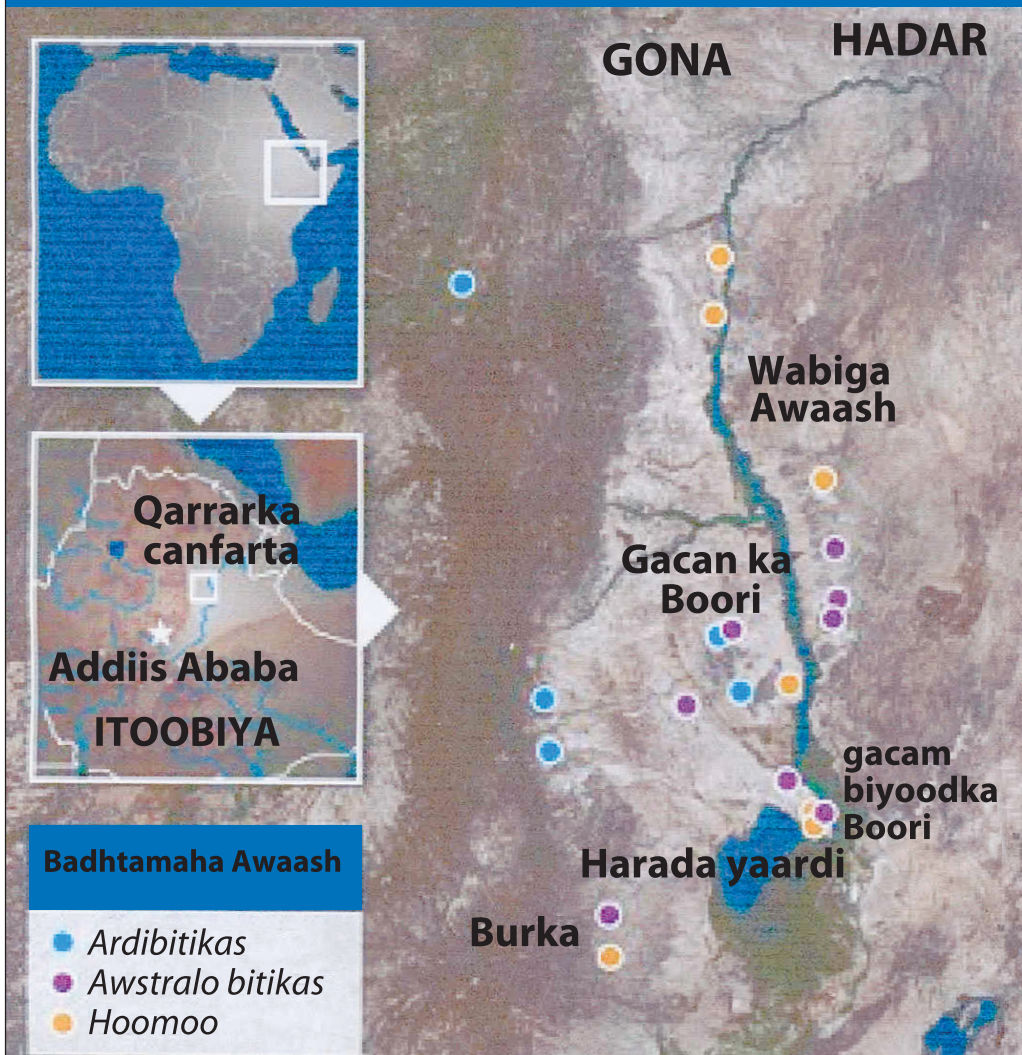 GONA
HADAR
Wabiga
Awaash
Qarrarka
canfarta
Gacan ka
Boori
Addiis Ababa
ITOOBIYA
gacam
biyoodka
Boori
Badhtamaha Awaash
Harada yaardi
Burka
Ardibitikas
Awstralo bitikas
Hoomoo